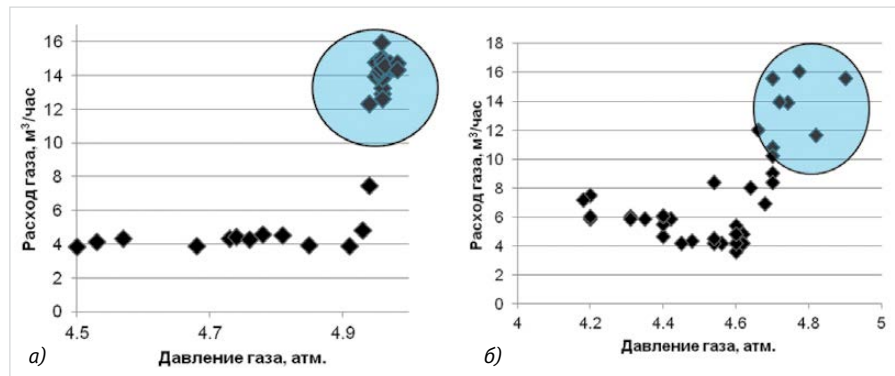 Расход газа, м³/час
16
14
12
10
8
6
4
2
0
4.5 4.7 4.9
Давление газа, атм.
а)
Расход газа, м³/час
18
16
14
12
10
8
6
4
2
0
4 4.2 4.4 4.6 4.8 5
Давление газа, атм.
б)